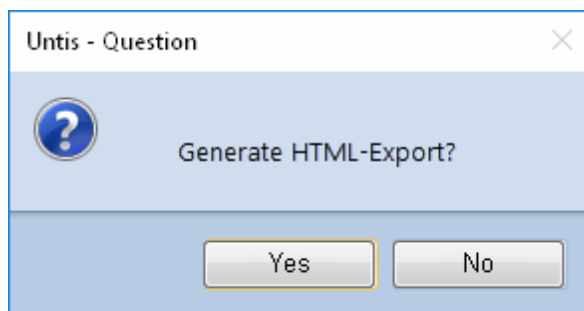 Untis - Question
Generate HTML-Export?
Yes No